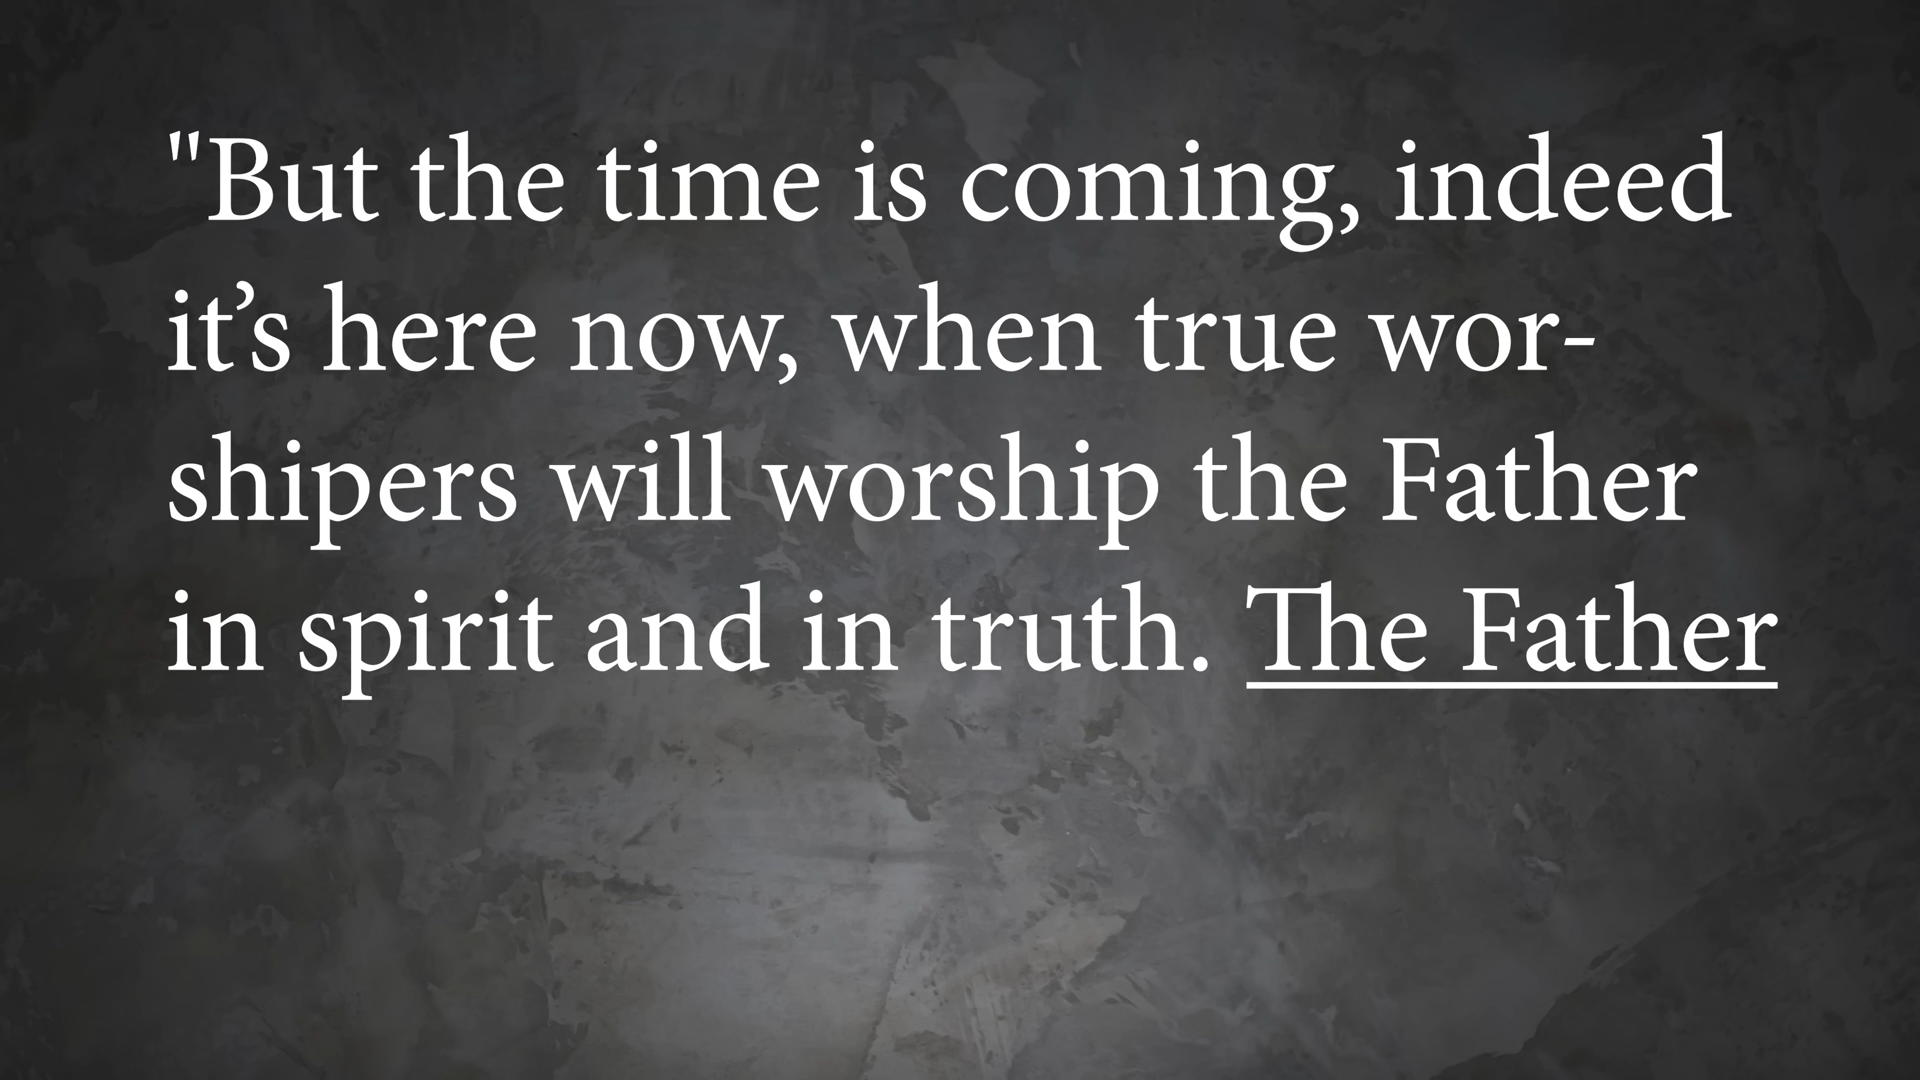 "But the time is coming, indeed
it’s here now, when true wor-
shipers will worship the Father
in spirit and in truth. The Father